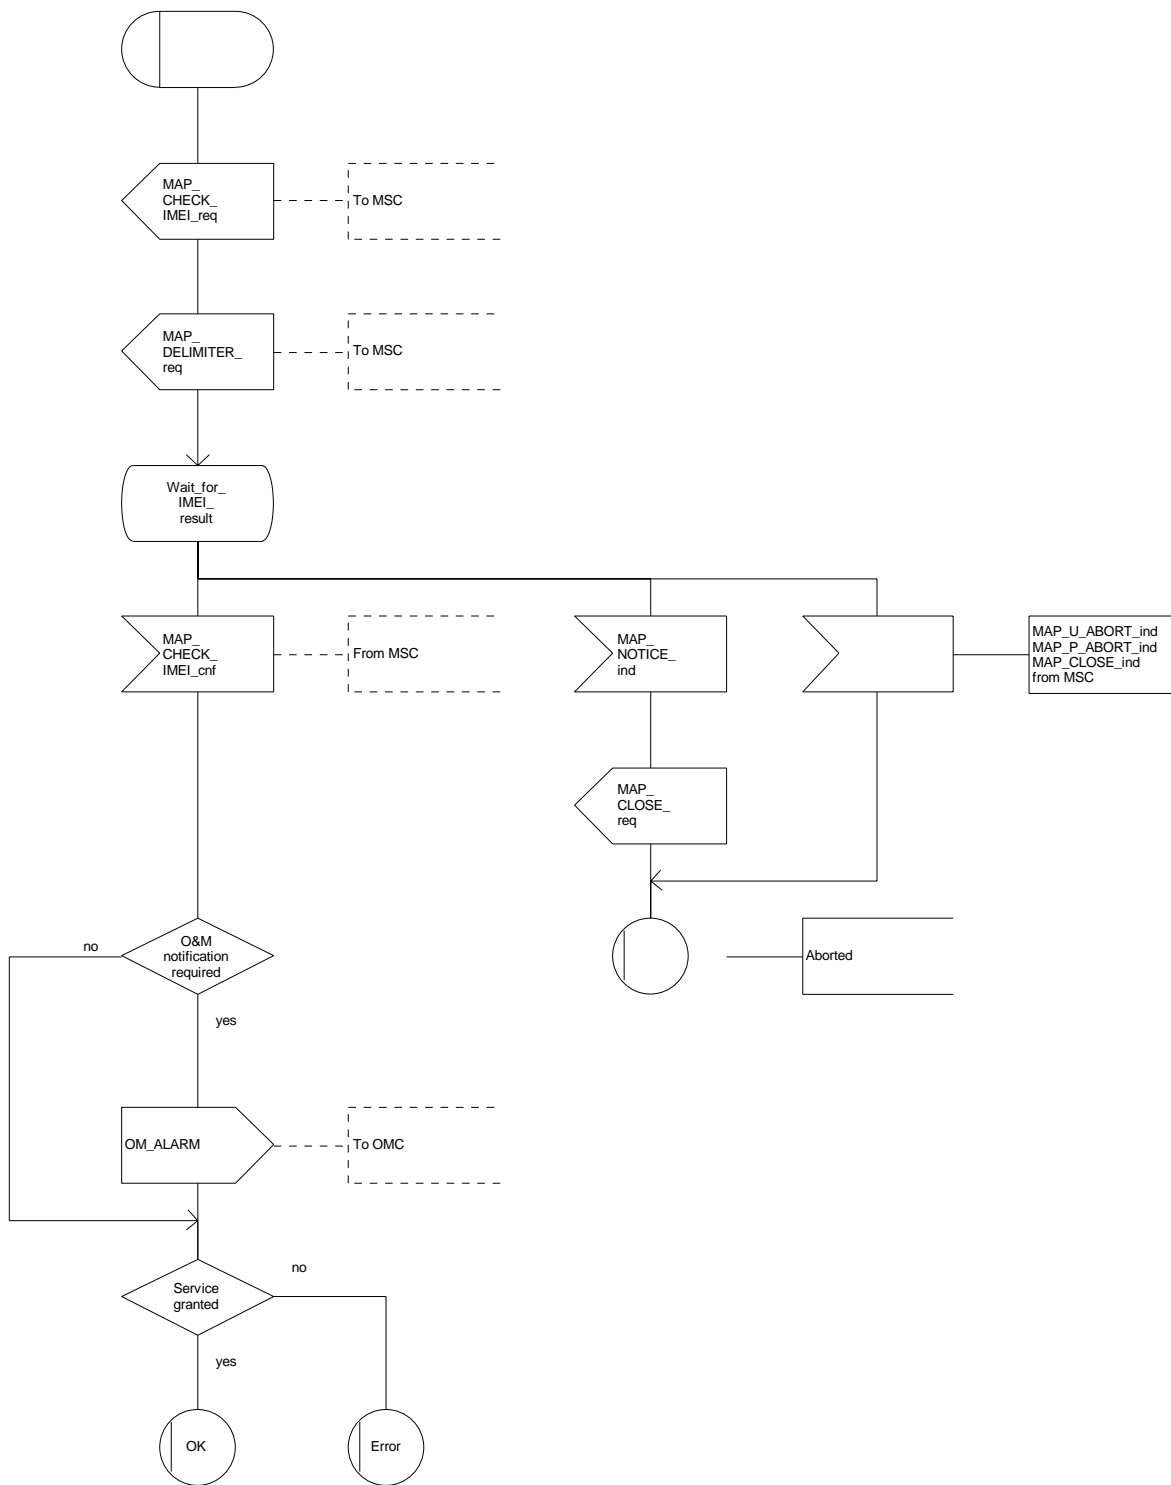 MAP_
CHECK_
IMEI_req
To MSC
MAP_
DELIMITER_
req
To MSC
Wait_for_
IMEI_
result
MAP_
CHECK_
IMEI_cnf
From MSC
MAP_
NOTICE_
ind
MAP_U_ABORT_ind
MAP_P_ABORT_ind
MAP_CLOSE_ind
from MSC
MAP_
CLOSE_
req
no
O&M
notification
required
Aborted
yes
OM_ALARM
To OMC
no
Service
granted
yes
OK
Error